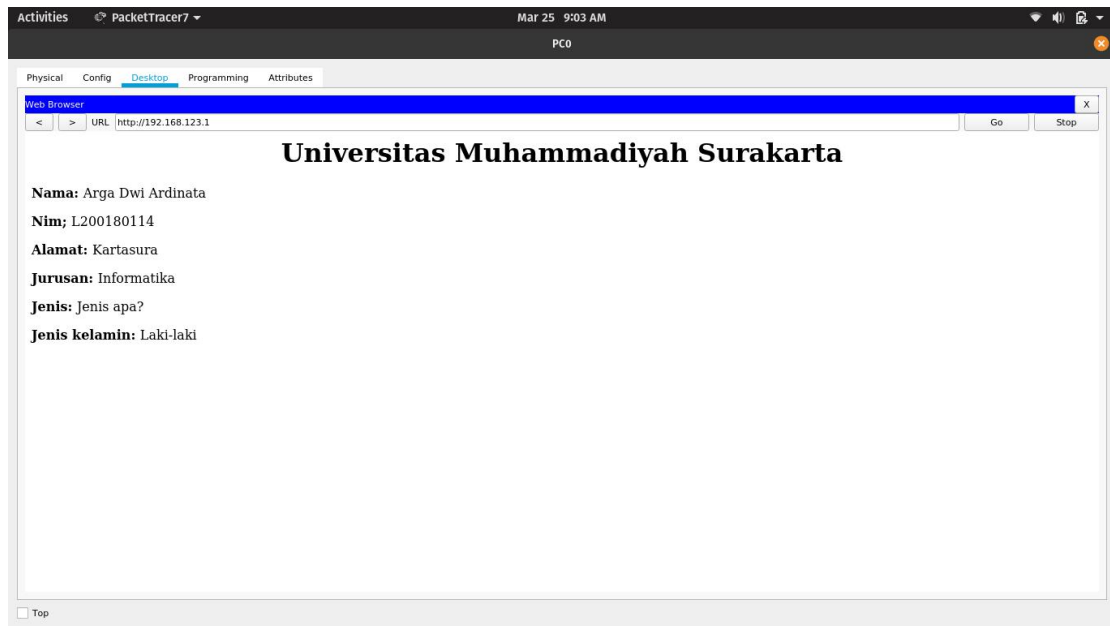 Activities PacketTracer7 Mar 25 9:03 AM
PC0
Physical Config Desktop Programming Attributes
Web Browser X
< > URL http://192.168.123.1 Go Stop
Universitas Muhammadiyah Surakarta
Nama: Arga Dwi Ardinata
Nim; L200180114
Alamat: Kartasura
Jurusan: Informatika
Jenis: Jenis apa?
Jenis kelamin: Laki-laki
Top